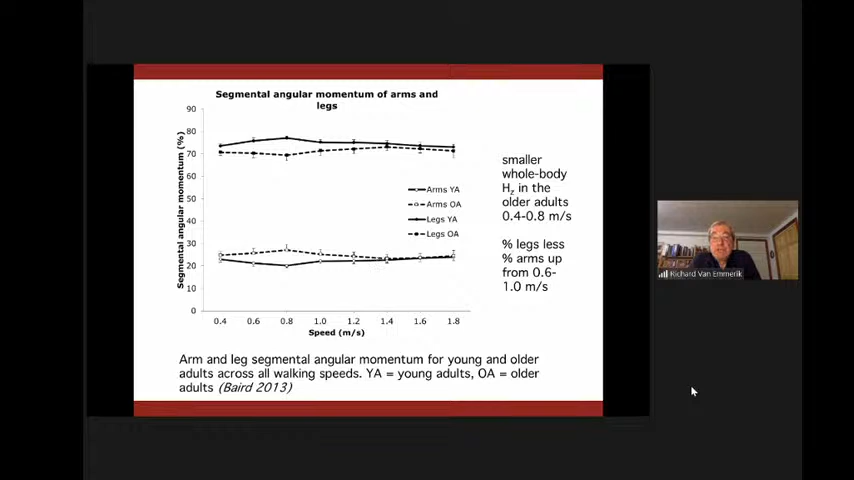 Segmental angular momentum of arms and
legs
Segmental angular momentum (%)
90
80
70
60
50
40
30
20
10
0
0.4 0.6 0.8 1.0 1.2 1.4 1.6 1.8
Speed (m/s)
Arms YA
Arms OA
Legs YA
Legs OA
smaller
whole-body
Hz in the
older adults
0.4-0.8 m/s
% legs less
% arms up
from 0.6-
1.0 m/s
Arm and leg segmental angular momentum for young and older
adults across all walking speeds. YA = young adults, OA = older
adults (Baird 2013)
Richard Van Emmerik